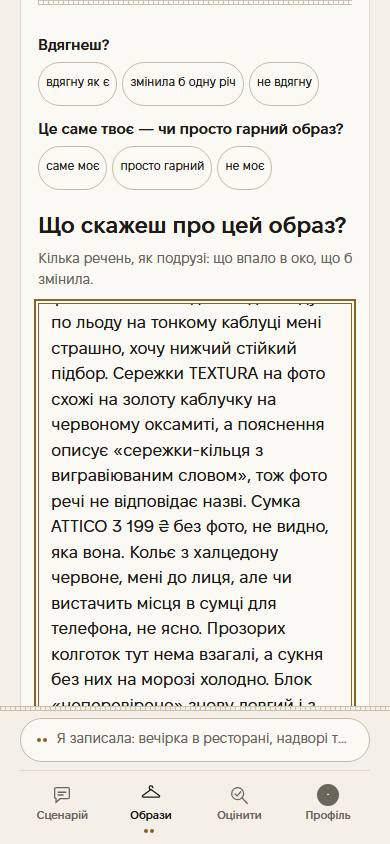 Вдягнеш?
вдягну як є
змінила б одну річ
не вдягну
Це саме твоє — чи просто гарний образ?
саме моє
просто гарний
не моє
Що скажеш про цей образ?
Кілька речень, як подрузі: що впало в око, що б
змінила.
по льоду на тонкому каблуці мені
страшно, хочу нижчий стійкий
підбор. Сережки TEXTURA на фото
схожі на золоту каблучку на
червоному оксамиті, а пояснення
описує «сережки-кільця з
вигравіюваним словом», тож фото
речі не відповідає назві. Сумка
ATTICO 3 199 ₴ без фото, не видно,
яка вона. Кольє з халцедону
червоне, мені до лиця, але чи
вистачить місця в сумці для
телефона, не ясно. Прозорих
колготок тут нема взагалі, а сукня
без них на морозі холодно. Блок
«неперевірене» знову довгий і з
Я записала: вечірка в ресторані, надворі т...
Сценарій
Образи
Оцінити
Профіль